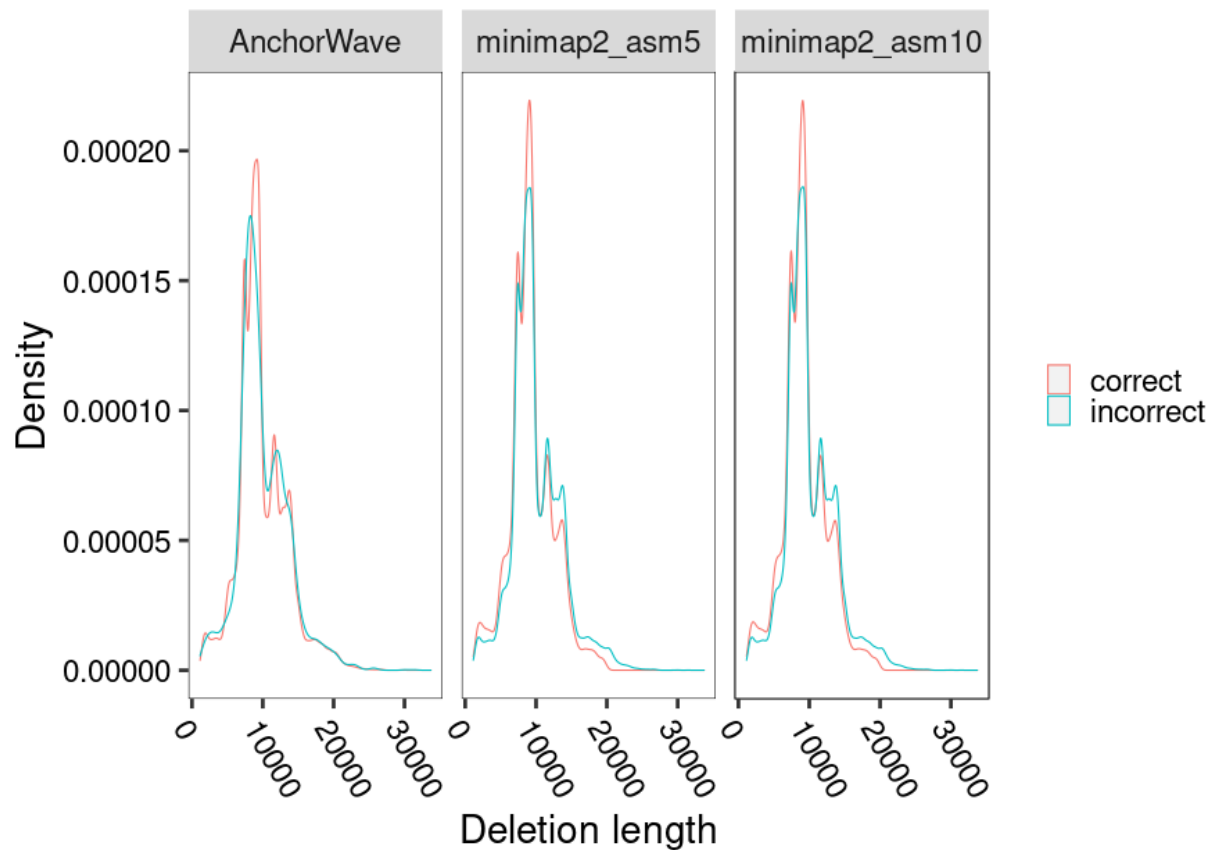 AnchorWave minimap2_asm5 minimap2_asm10
0.00020
0.00015
0.00010
0.00005
0.00000
Density
correct
incorrect
0 10000 20000 30000 0 10000 20000 30000 0 10000 20000 30000
Deletion length